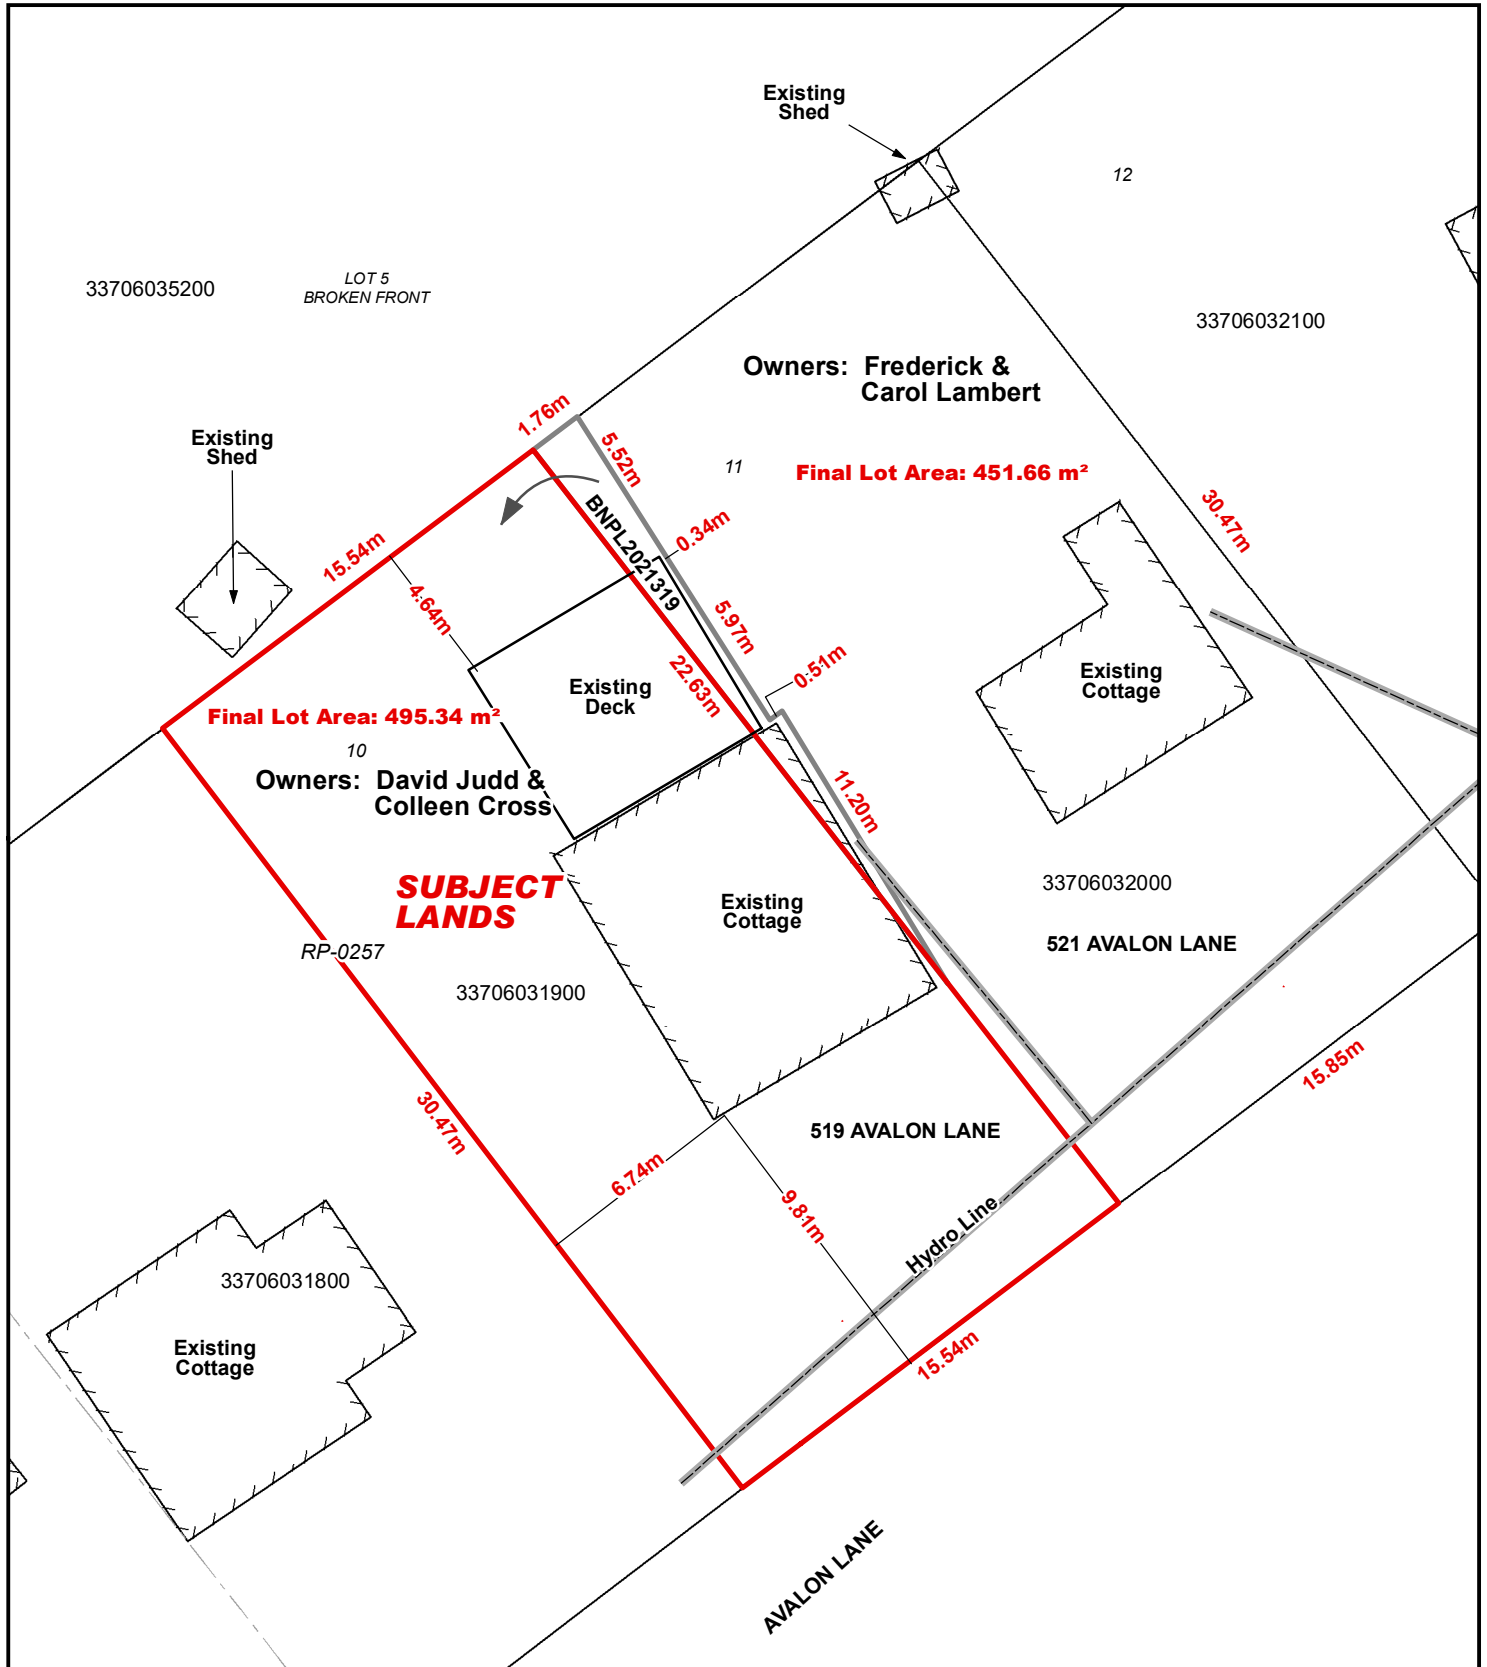 Existing
Shed
12
33706035200
LOT 5
BROKEN FRONT
33706032100
Owners: Frederick &
Carol Lambert
1.76m
Existing
Shed
5.52m
11
Final Lot Area: 451.66 m²
30.47m
BNPL2021319
0.34m
15.54m
4.64m
5.97m
22.63m
0.51m
Existing
Deck
Existing
Cottage
Final Lot Area: 495.34 m²
10
Owners: David Judd &
Colleen Cross
11.20m
SUBJECT
LANDS
33706032000
Existing
Cottage
521 AVALON LANE
RP-0257
33706031900
15.85m
30.47m
519 AVALON LANE
6.74m
9.81m
Hydro Line
33706031800
Existing
Cottage
15.54m
AVALON LANE